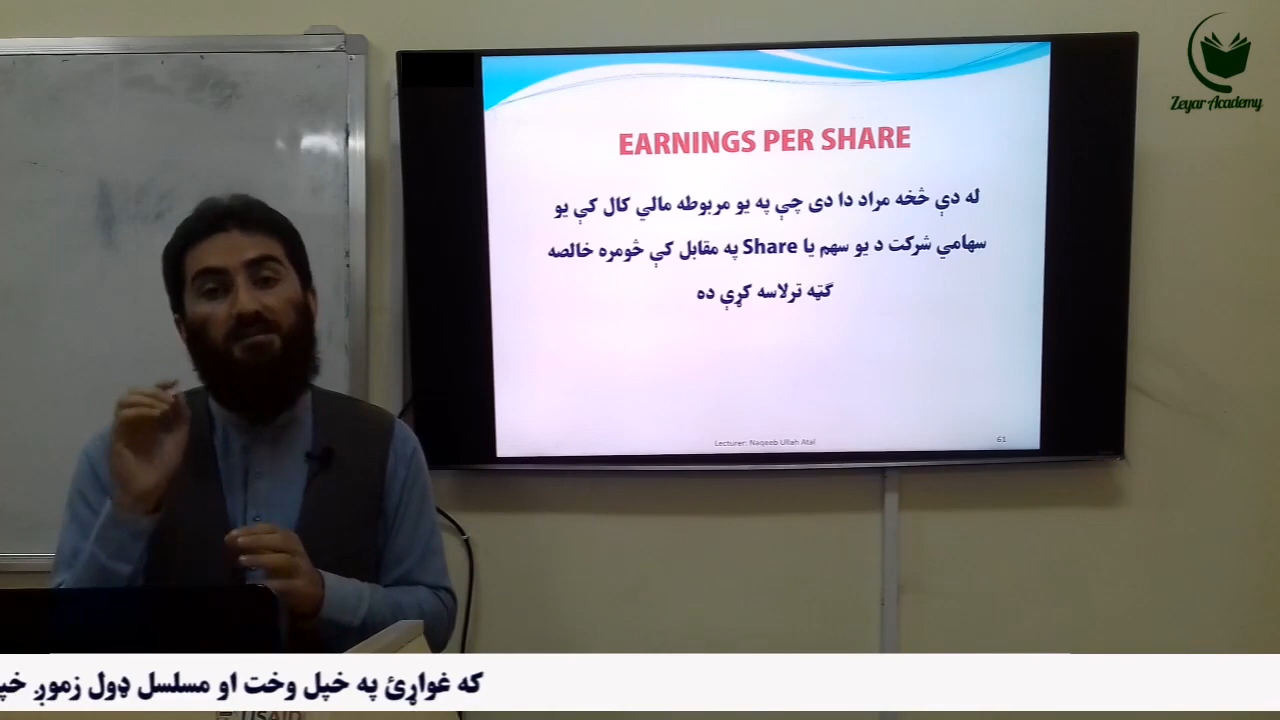 Zeyar Academy
EARNINGS PER SHARE
له دې څخه مراد دا دی چې په یو مربوطه مالي کال کې یو
سهامي شرکت د یو سهم یا Share په مقابل کې څومره خالصه
ګټه ترلاسه کړې ده
Lecturer: Naqeeb Ullah Atal
61
که غواړئ په خپل وخت او مسلسل ډول زموږ
USAID